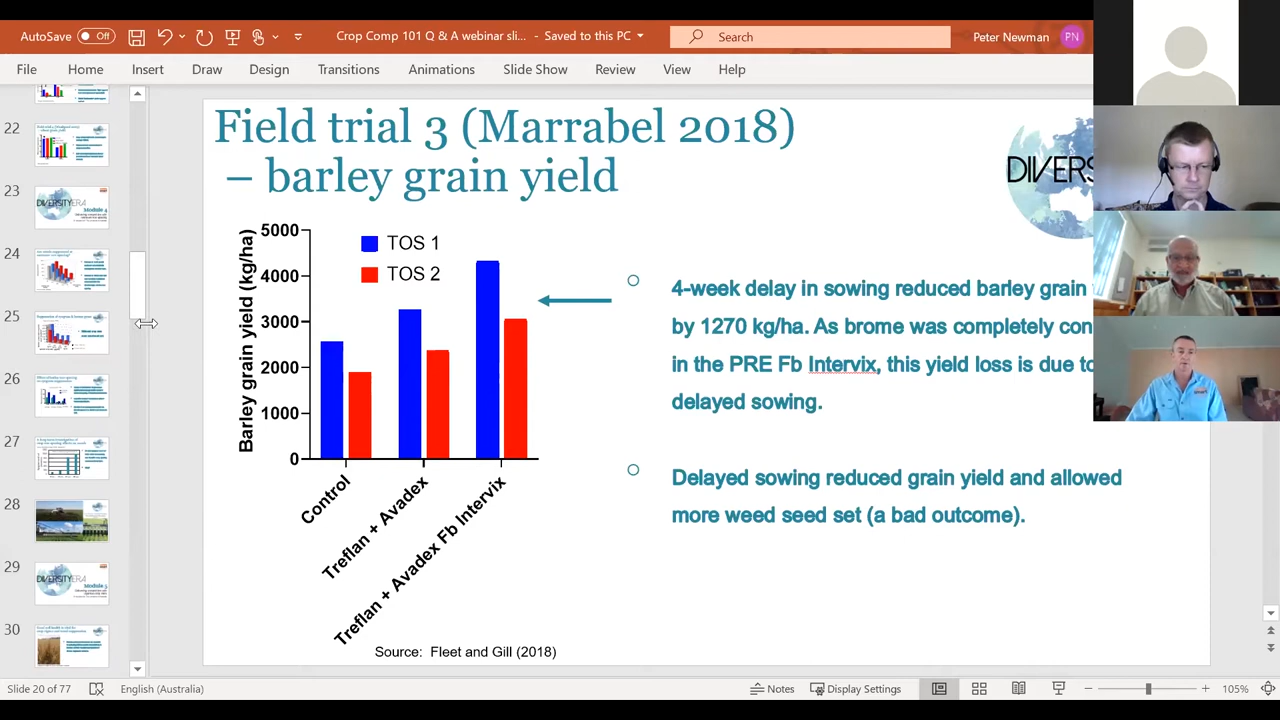 AutoSave Off
Crop Comp 101 Q & A webinar sli... - Saved to this PC
Search
Peter Newman PN
File Home Insert Draw Design Transitions Animations Slide Show Review View Help
22
23
24
25
26
27
28
29
30
Field trial 3 (Marrabel 2018)
– barley grain yield
DIVERS
Barley grain yield (kg/ha)
5000
4000
3000
2000
1000
0
TOS 1
TOS 2
Control
Treflan + Avadex
Treflan + Avadex Fb Intervix
4-week delay in sowing reduced barley grain
by 1270 kg/ha. As brome was completely con
in the PRE Fb Intervix, this yield loss is due to
delayed sowing.
Delayed sowing reduced grain yield and allowed
more weed seed set (a bad outcome).
Source: Fleet and Gill (2018)
Slide 20 of 77 English (Australia) Notes Display Settings 105%